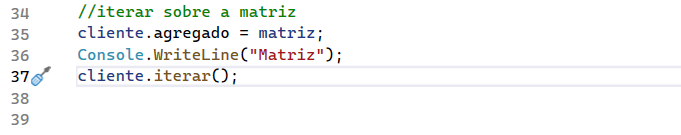 34 //iterar sobre a matriz
35 cliente.agregado = matriz;
36 Console.WriteLine("Matriz");
37 cliente.iterar();
38
39